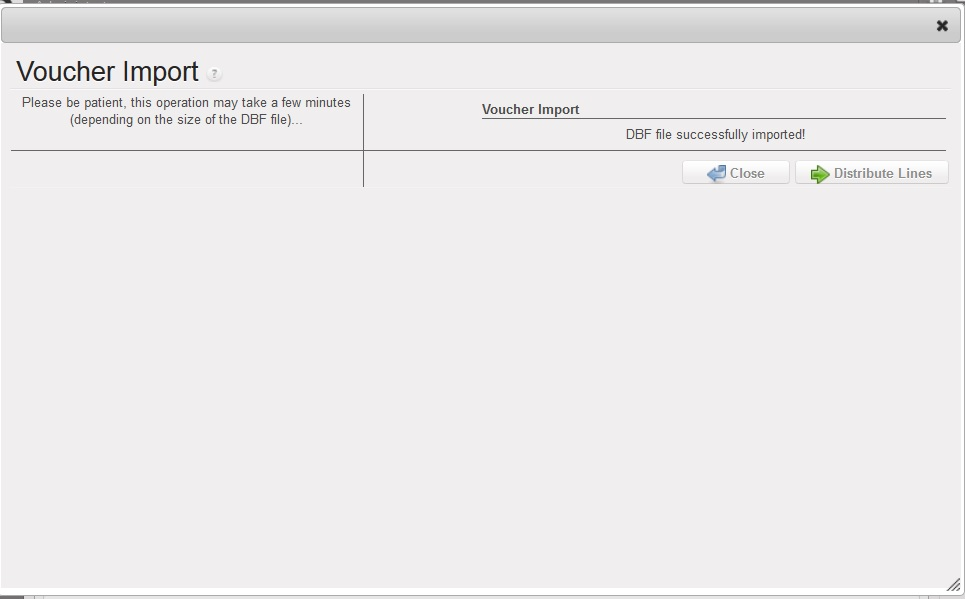 Voucher Import ?
Please be patient, this operation may take a few minutes
(depending on the size of the DBF file)...
Voucher Import
DBF file successfully imported!
Close
Distribute Lines